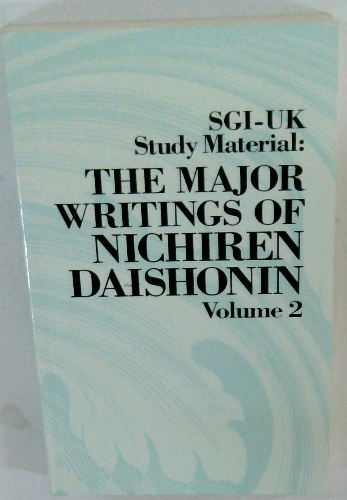 SGI-UK
Study Material:
THE MAJOR
WRITINGS OF
NICHIREN
DAISHONIN
Volume 2